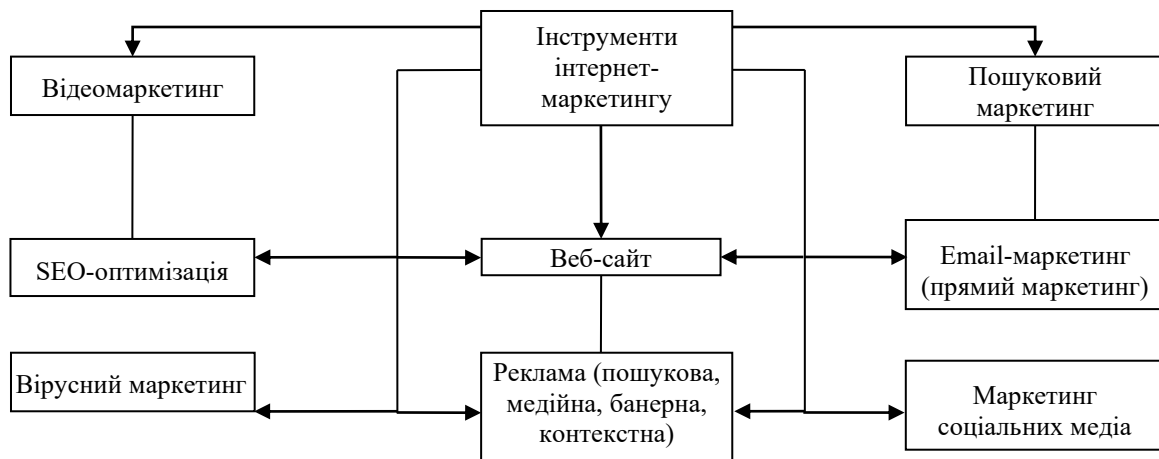 Інструменти
інтернет-
маркетингу
Відеомаркетинг
Пошуковий
маркетинг
SEO-оптимізація
Веб-сайт
Email-маркетинг
(прямий маркетинг)
Вірусний маркетинг
Реклама (пошукова,
медійна, банерна,
контекстна)
Маркетинг
соціальних медіа